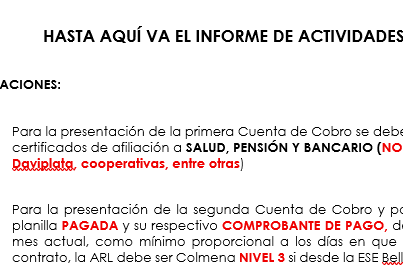 HASTA AQUÍ VA EL INFORME DE ACTIVIDADES
ACIONES:
Para la presentación de la primera Cuenta de Cobro se debe
certificados de afiliación a SALUD, PENSIÓN Y BANCARIO (NO
Daviplata, cooperativas, entre otras)
Para la presentación de la segunda Cuenta de Cobro y po
planilla PAGADA y su respectivo COMPROBANTE DE PAGO, de
mes actual, como mínimo proporcional a los días en que
contrato, la ARL debe ser Colmena NIVEL 3 si desde la ESE Bell